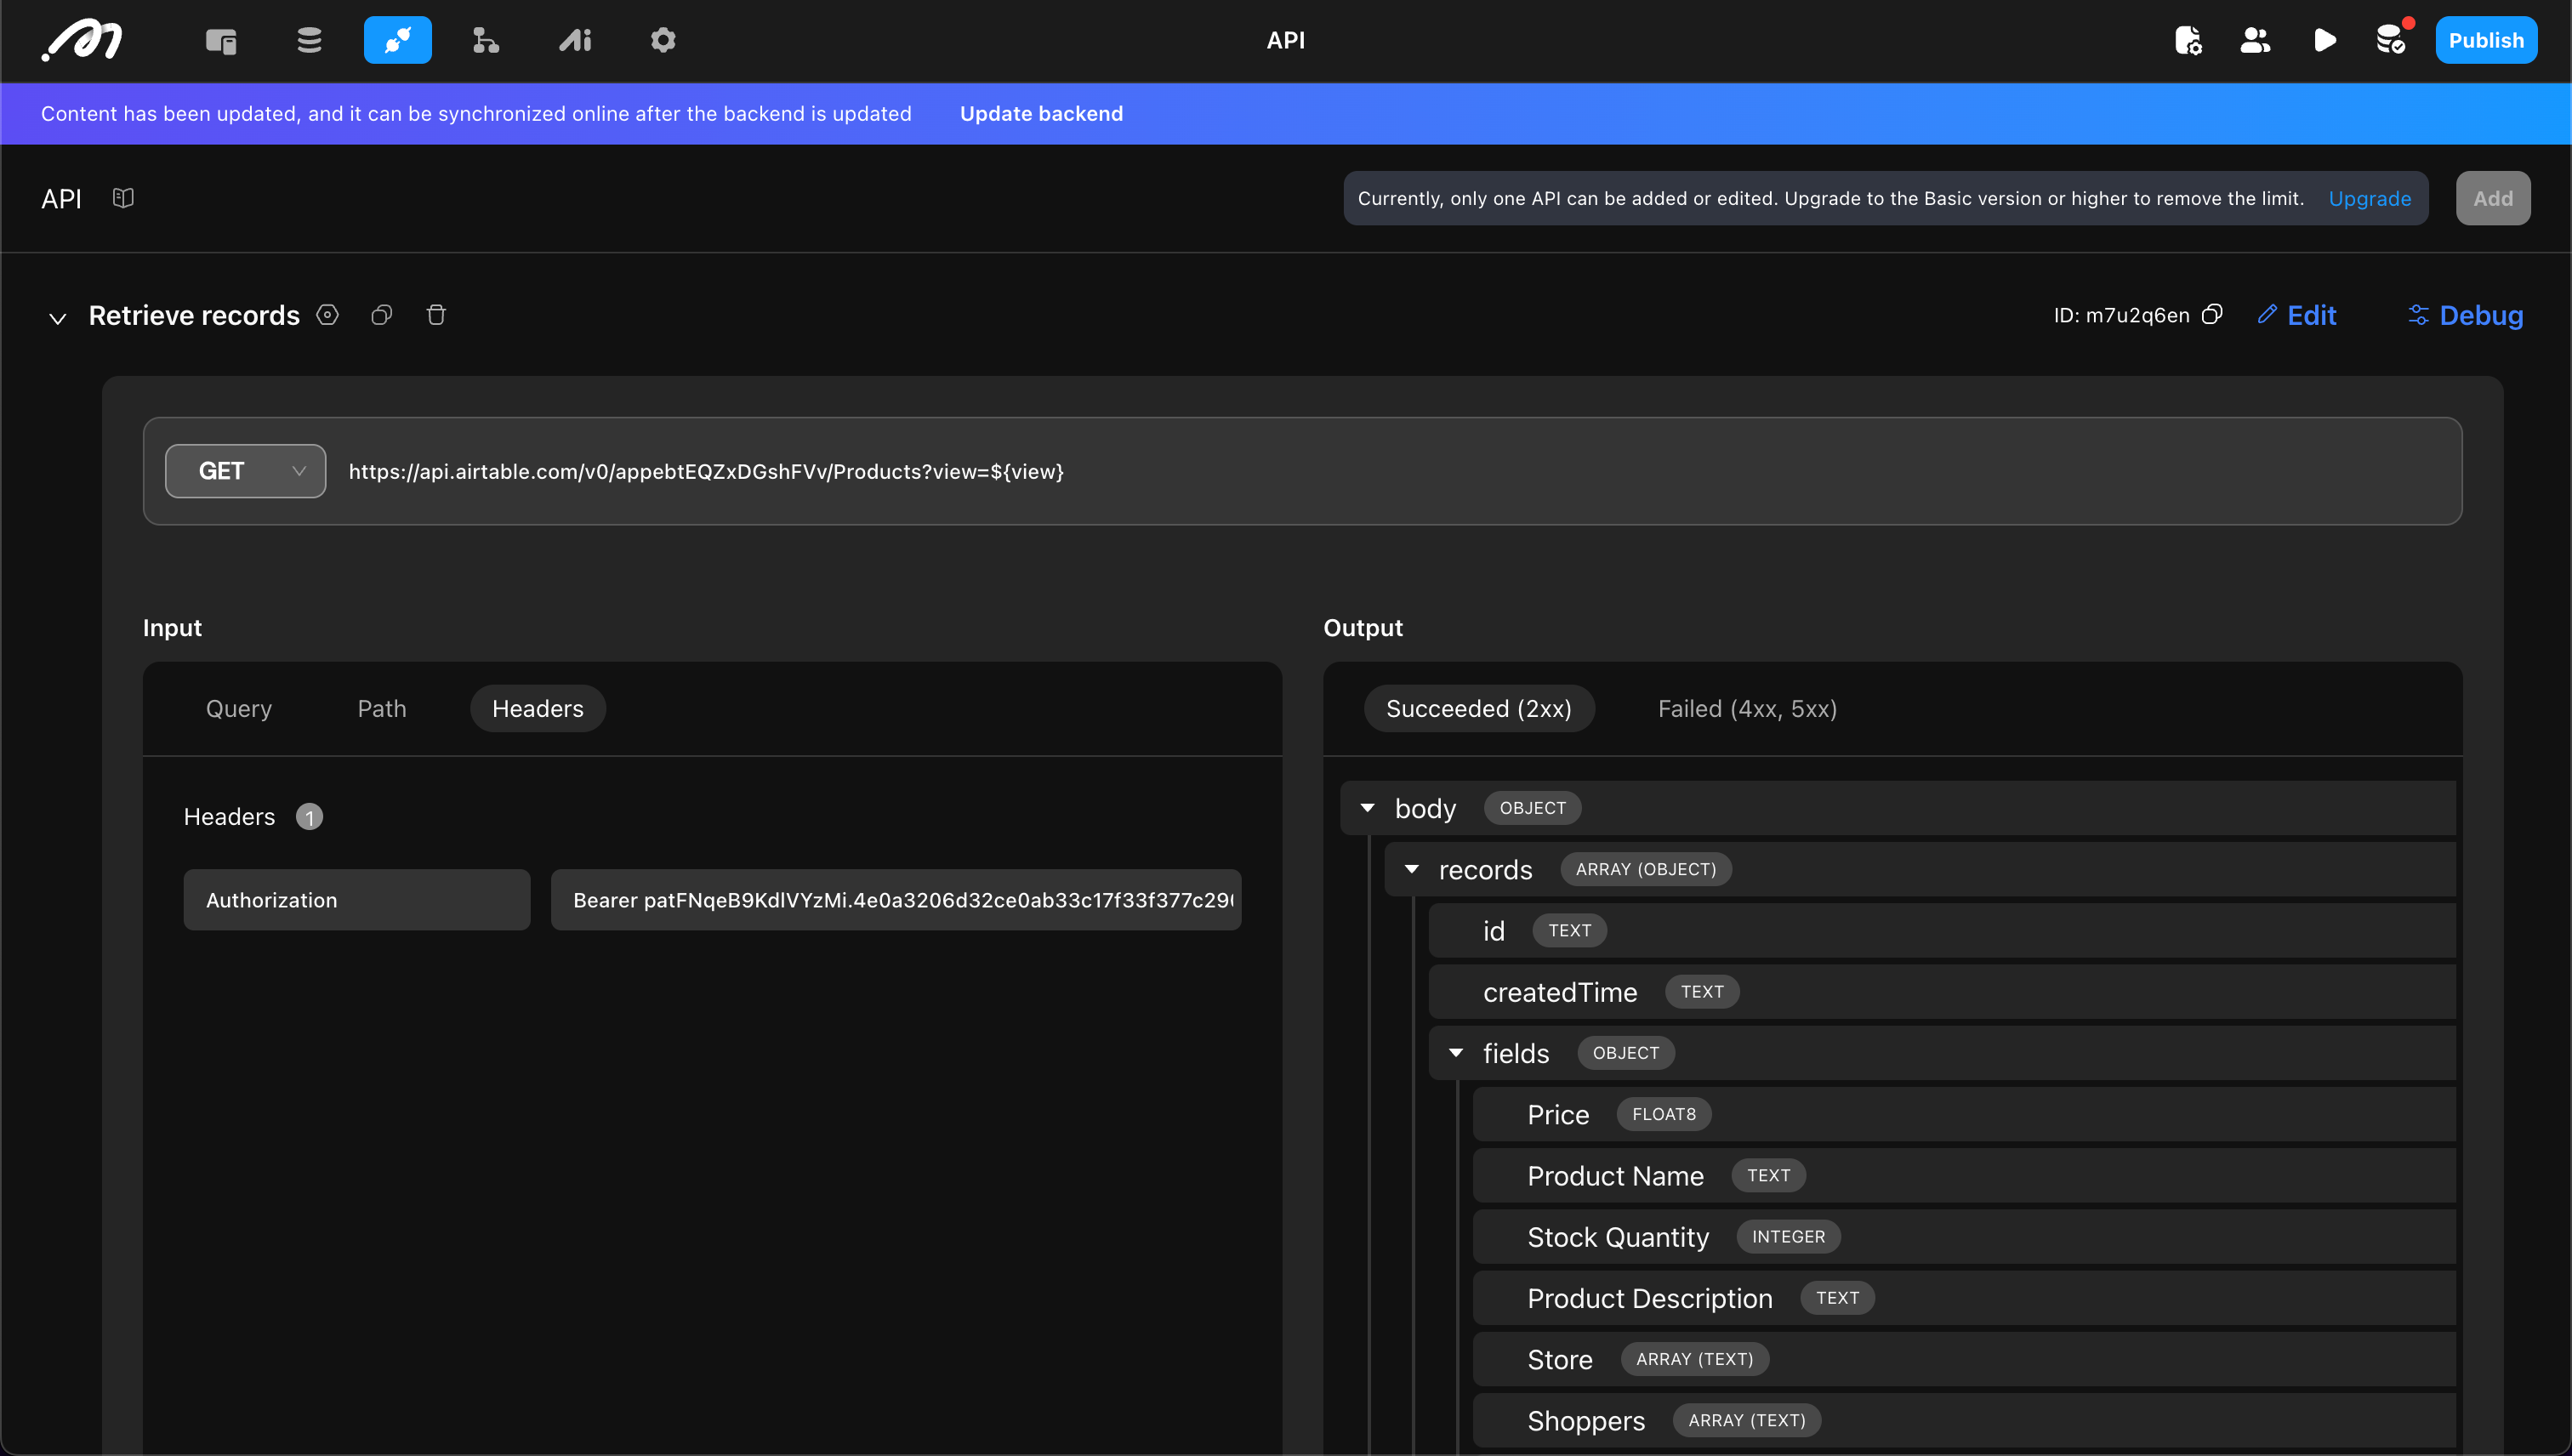 API
Publish
Content has been updated, and it can be synchronized online after the backend is updated
Update backend
API
Currently, only one API can be added or edited. Upgrade to the Basic version or higher to remove the limit.
Upgrade
Add
Retrieve records
ID: m7u2q6en
Edit
Debug
GET
https://api.airtable.com/v0/appebtEQZxDGshFVv/Products?view=${view}
Input
Output
Query
Path
Headers
Succeeded (2xx)
Failed (4xx, 5xx)
Headers 1
Authorization
Bearer patFNqeB9KdlVYzMi.4e0a3206d32ce0ab33c17f33f377c29
body OBJECT
records ARRAY (OBJECT)
id TEXT
createdTime TEXT
fields OBJECT
Price FLOAT8
Product Name TEXT
Stock Quantity INTEGER
Product Description TEXT
Store ARRAY (TEXT)
Shoppers ARRAY (TEXT)